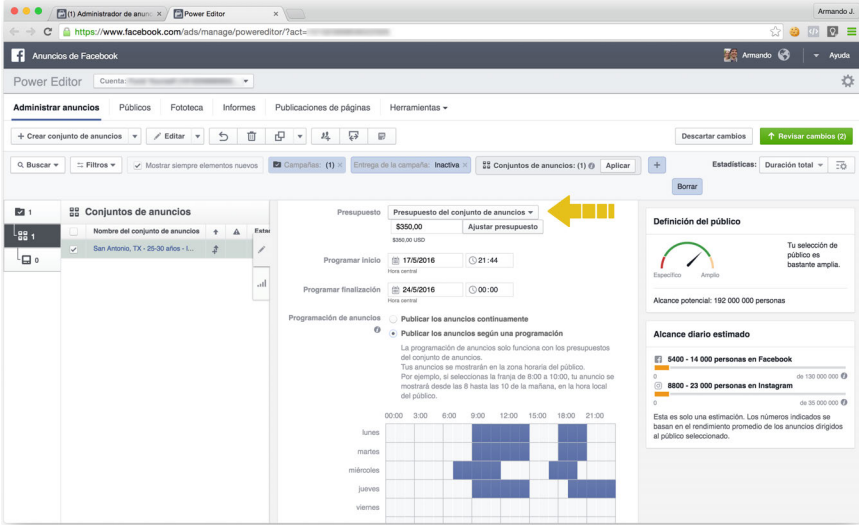 (1) Administrador de anunc
Power Editor
Armando J.
https://www.facebook.com/ads/manage/powereditor/?act=
Anuncios de Facebook
Armando
Ayuda
Power Editor
Cuenta:
Administrar anuncios
Públicos
Fototeca
Informes
Publicaciones de páginas
Herramientas
+ Crear conjunto de anuncios
Editar
Descartar cambios
Revisar cambios (2)
Buscar
Filtros
Mostrar siempre elementos nuevos
Campañas: (1) ×
Entrega de la campaña: Inactiva ×
Conjuntos de anuncios: (1)
Aplicar
+
Estadísticas:
Duración total
Borrar
1
1
0
Conjuntos de anuncios
Nombre del conjunto de anuncios
San Antonio, TX - 25-30 años - I...
Presupuesto
Presupuesto del conjunto de anuncios
$350,00
Ajustar presupuesto
$350,00 USD
Programar inicio
17/5/2016
21:44
Hora central
Programar finalización
24/5/2016
00:00
Hora central
Programación de anuncios
Publicar los anuncios continuamente
Publicar los anuncios según una programación
La programación de anuncios solo funciona con los presupuestos
del conjunto de anuncios.
Tus anuncios se mostrarán en la zona horaria del público.
Por ejemplo, si seleccionas la franja de 8:00 a 10:00, tu anuncio se
mostrará desde las 8 hasta las 10 de la mañana, en la hora local
del público.
00:00 3:00 6:00 9:00 12:00 15:00 18:00 21:00
lunes
martes
miércoles
jueves
viernes
Definición del público
Específico
Amplio
Tu selección de
público es
bastante amplia.
Alcance potencial: 192 000 000 personas
Alcance diario estimado
5400 - 14 000 personas en Facebook
0
de 130 000 000
8800 - 23 000 personas en Instagram
0
de 35 000 000
Esta es solo una estimación. Los números indicados se
basan en el rendimiento promedio de los anuncios dirigidos
al público seleccionado.